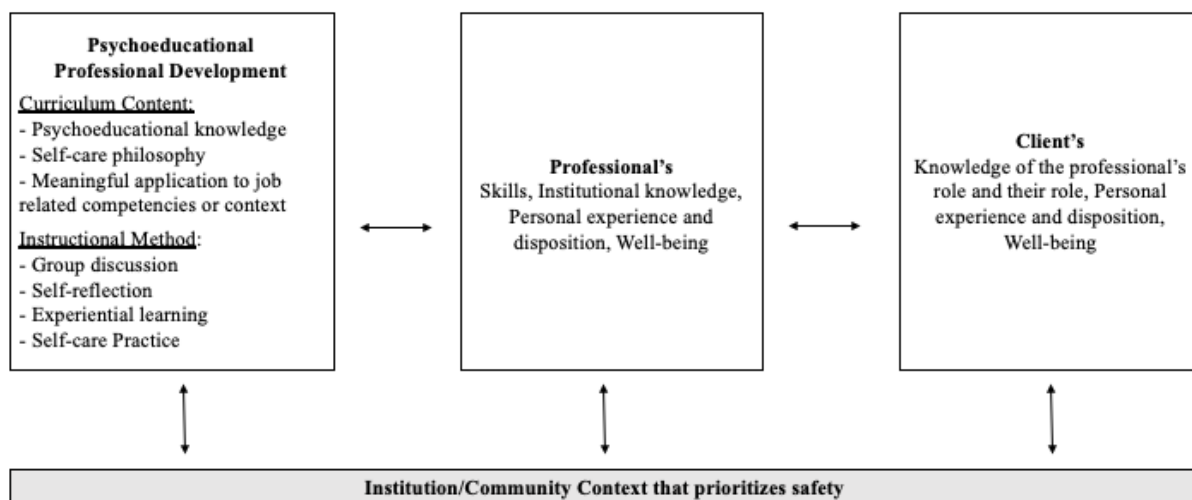 Psychoeducational
Professional Development
Curriculum Content:
- Psychoeducational knowledge
- Self-care philosophy
- Meaningful application to job
related competencies or context
Instructional Method:
- Group discussion
- Self-reflection
- Experiential learning
- Self-care Practice
Professional's
Skills, Institutional knowledge,
Personal experience and
disposition, Well-being
Client's
Knowledge of the professional's
role and their role, Personal
experience and disposition,
Well-being
Institution/Community Context that prioritizes safety